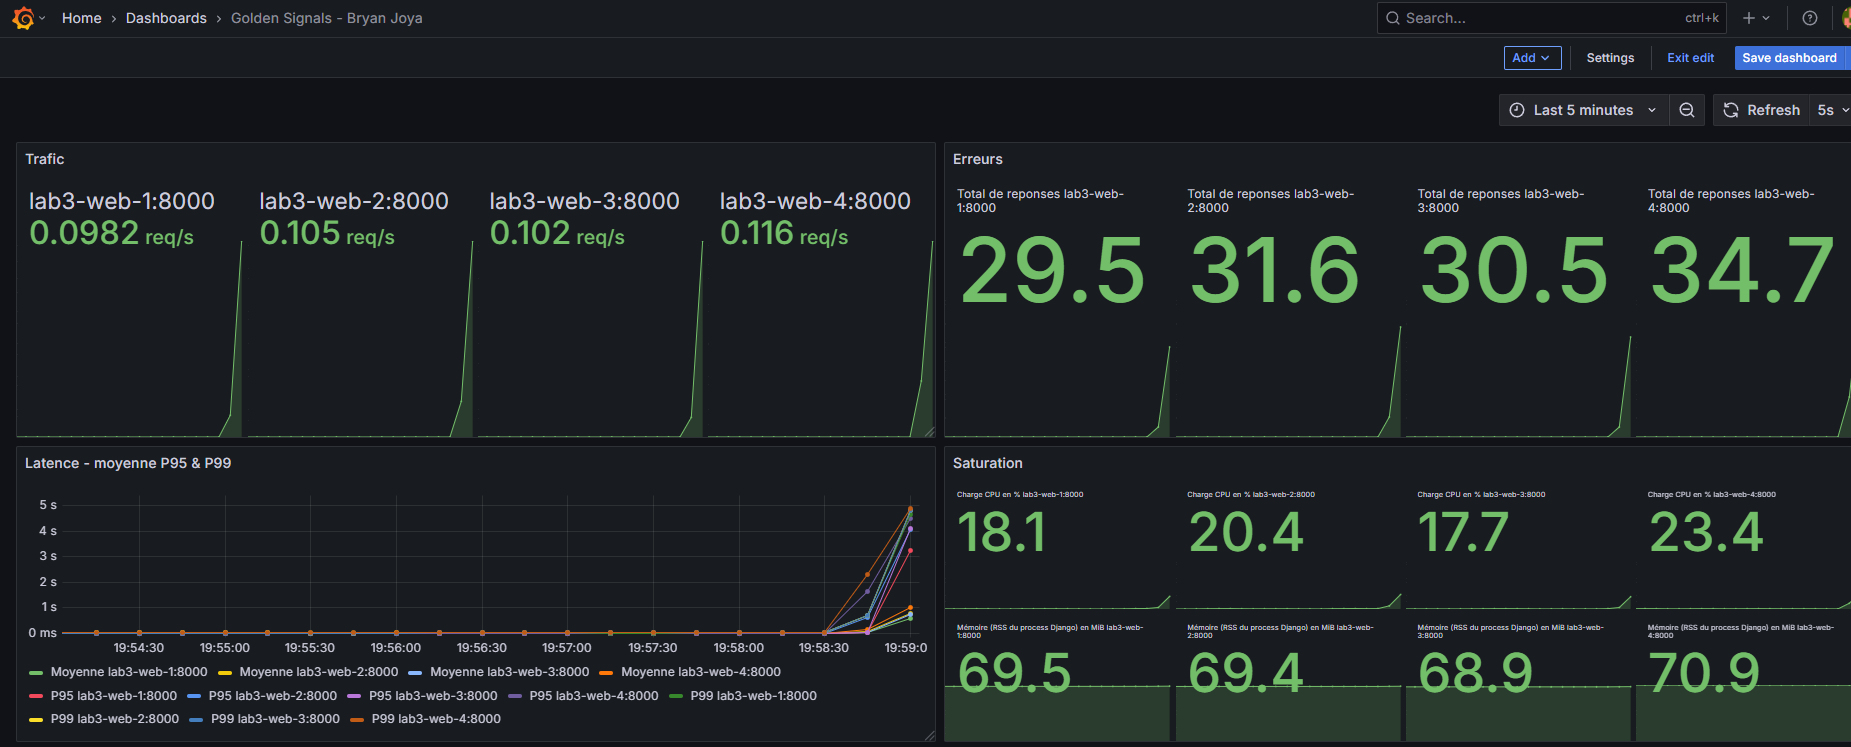 Home › Dashboards › Golden Signals - Bryan Joya
Search... ctrl+k
Add Settings Exit edit Save dashboard
Last 5 minutes Refresh 5s
Trafic
lab3-web-1:8000 lab3-web-2:8000 lab3-web-3:8000 lab3-web-4:8000
0.0982 req/s 0.105 req/s 0.102 req/s 0.116 req/s
Erreurs
Total de reponses lab3-web-1:8000
29.5
Total de reponses lab3-web-2:8000
31.6
Total de reponses lab3-web-3:8000
30.5
Total de reponses lab3-web-4:8000
34.7
Latence - moyenne P95 & P99
5 s
4 s
3 s
2 s
1 s
0 ms
19:54:30 19:55:00 19:55:30 19:56:00 19:56:30 19:57:00 19:57:30 19:58:00 19:58:30 19:59:0
Moyenne lab3-web-1:8000 Moyenne lab3-web-2:8000 Moyenne lab3-web-3:8000 Moyenne lab3-web-4:8000
P95 lab3-web-1:8000 P95 lab3-web-2:8000 P95 lab3-web-3:8000 P95 lab3-web-4:8000 P99 lab3-web-1:8000
P99 lab3-web-2:8000 P99 lab3-web-3:8000 P99 lab3-web-4:8000
Saturation
Charge CPU en % lab3-web-1:8000
18.1
Charge CPU en % lab3-web-2:8000
20.4
Charge CPU en % lab3-web-3:8000
17.7
Charge CPU en % lab3-web-4:8000
23.4
Mémoire (RSS du process Django) en MiB lab3-web-1:8000
69.5
Mémoire (RSS du process Django) en MiB lab3-web-2:8000
69.4
Mémoire (RSS du process Django) en MiB lab3-web-3:8000
68.9
Mémoire (RSS du process Django) en MiB lab3-web-4:8000
70.9